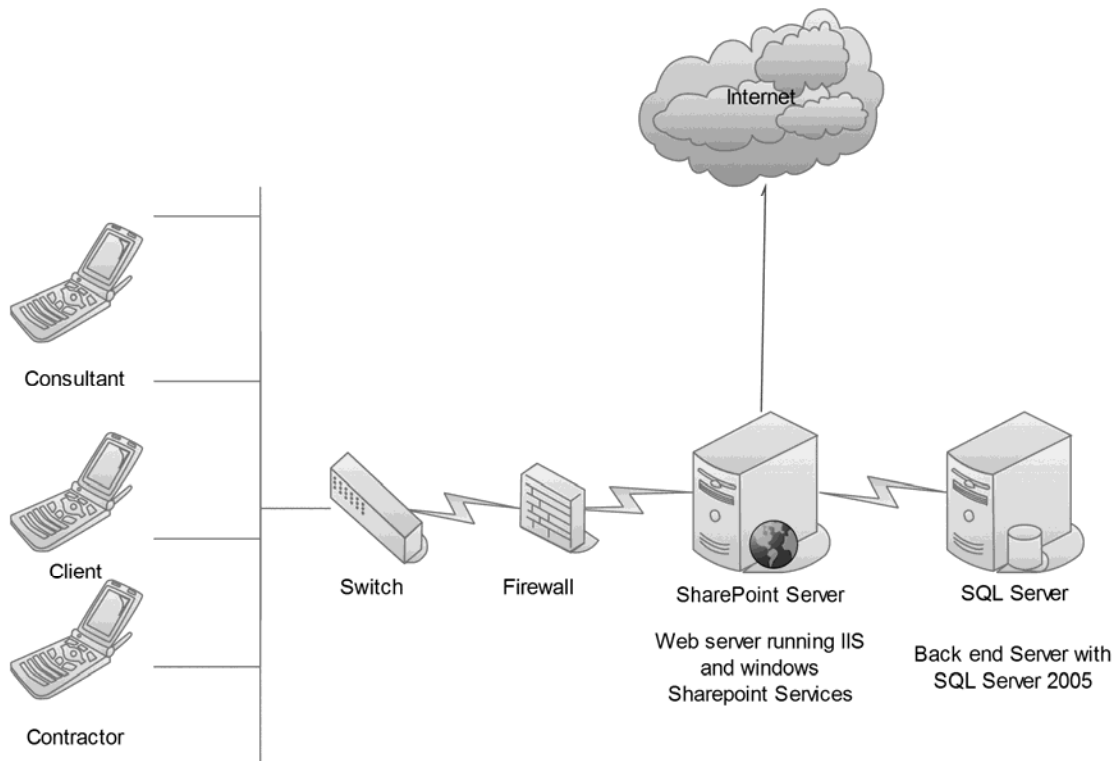 Internet
Consultant
Client
Contractor
Switch
Firewall
SharePoint Server
Web server running IIS
and windows
Sharepoint Services
SQL Server
Back end Server with
SQL Server 2005